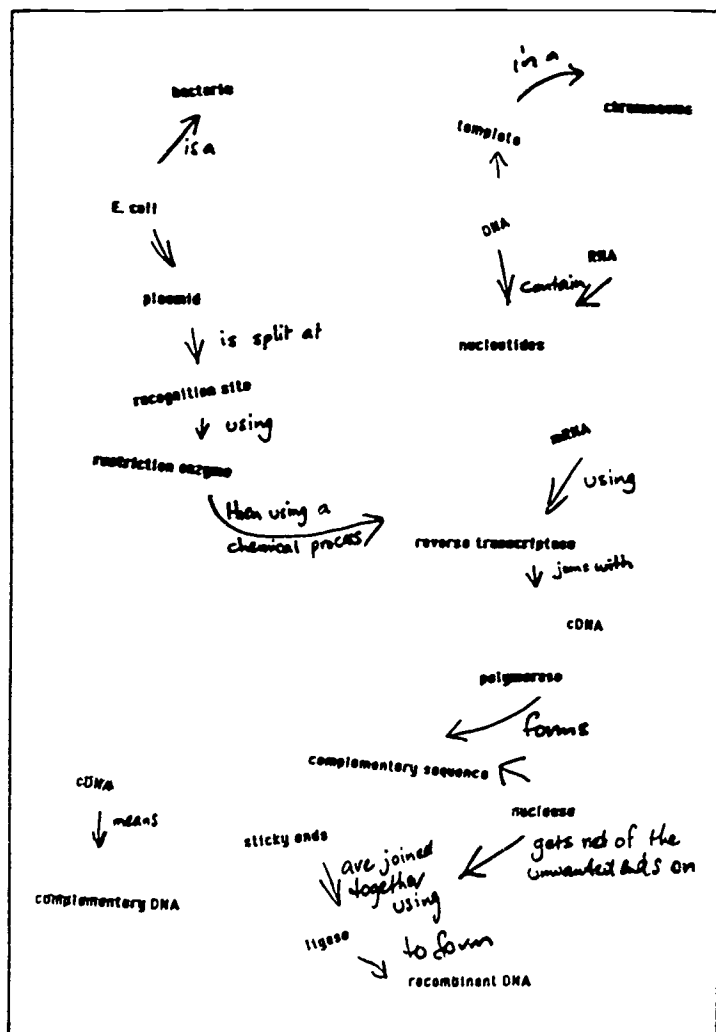 in a
bacteria
chromosome
template
is a
E. coli
DNA
RNA
plasmid
contain
is split at
nucleotides
recognition site
using
mRNA
restriction enzyme
using
then using a
chemical process
reverse transcriptase
joins with
cDNA
polymerase
forms
complementary sequence
cDNA
means
nuclease
sticky ends
gets rid of the
unwanted ends on
are joined
together
using
complementary DNA
ligase
to form
recombinant DNA